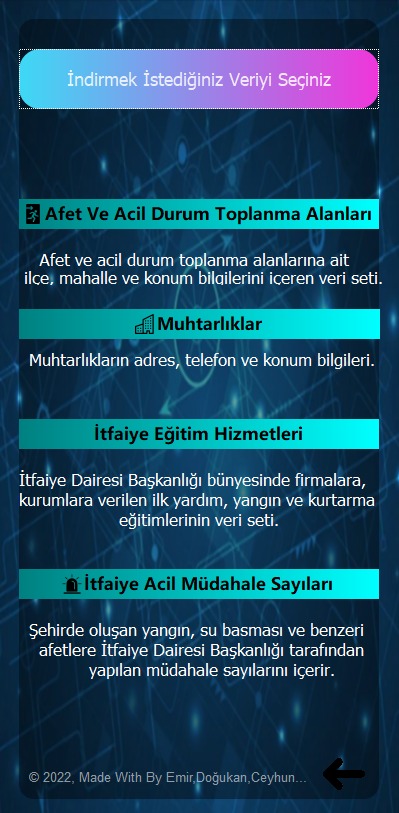 İndirmek İstediğiniz Veriyi Seçiniz
Afet Ve Acil Durum Toplanma Alanları
Afet ve acil durum toplanma alanlarına ait
ilçe, mahalle ve konum bilgilerini içeren veri seti.
Muhtarlıklar
Muhtarlıkların adres, telefon ve konum bilgileri.
İtfaiye Eğitim Hizmetleri
İtfaiye Dairesi Başkanlığı bünyesinde firmalara,
kurumlara verilen ilk yardım, yangın ve kurtarma
eğitimlerinin veri seti.
İtfaiye Acil Müdahale Sayıları
Şehirde oluşan yangın, su basması ve benzeri
afetlere İtfaiye Dairesi Başkanlığı tarafından
yapılan müdahale sayılarını içerir.
© 2022, Made With By Emir,Doğukan,Ceyhun...